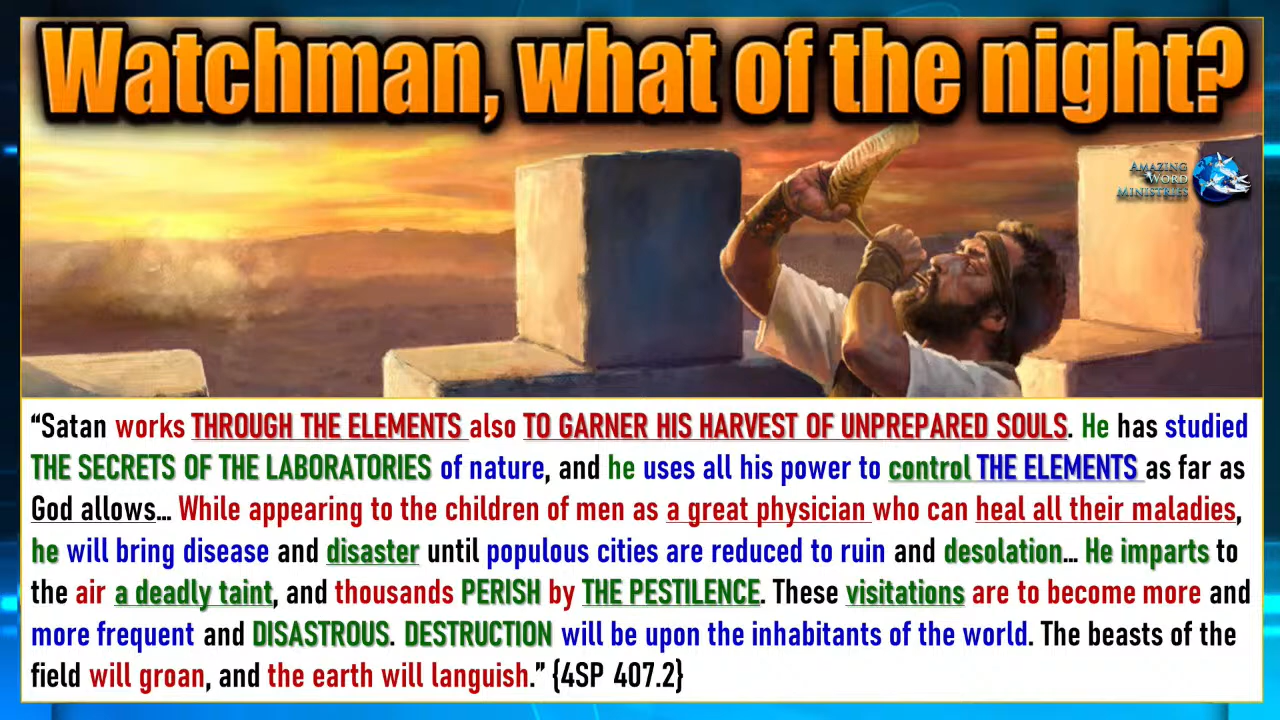 Watchman, what of the night?
AMAZING
WORD
MINISTRIES
“Satan works THROUGH THE ELEMENTS also TO GARNER HIS HARVEST OF UNPREPARED SOULS. He has studied
THE SECRETS OF THE LABORATORIES of nature, and he uses all his power to control THE ELEMENTS as far as
God allows... While appearing to the children of men as a great physician who can heal all their maladies,
he will bring disease and disaster until populous cities are reduced to ruin and desolation... He imparts to
the air a deadly taint, and thousands PERISH by THE PESTILENCE. These visitations are to become more and
more frequent and DISASTROUS. DESTRUCTION will be upon the inhabitants of the world. The beasts of the
field will groan, and the earth will languish.” {4SP 407.2}